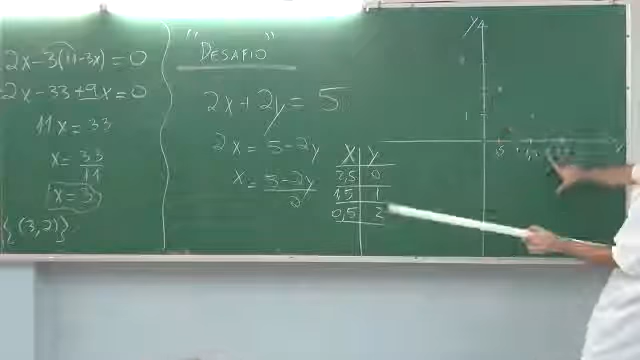 2x-3(11-3x)=0
2x-33+9x=0
11x=33
x=33/11
x=3
{(3,2)}
"DESAFIO"
2x+2y=5
2x=5-2y
x=5-2y/2
X Y
2,5 0
1,5 1
0,5 2
y
1